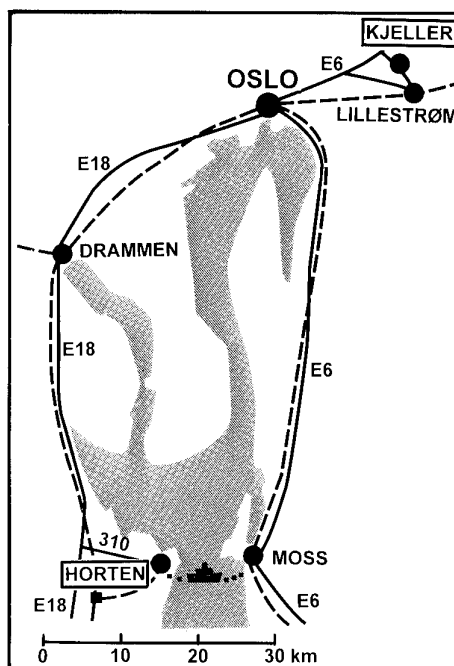 KJELLER
E6
OSLO
LILLESTRØM
E18
DRAMMEN
E18
E6
310
HORTEN
MOSS
E18
E6
0 10 20 30 km